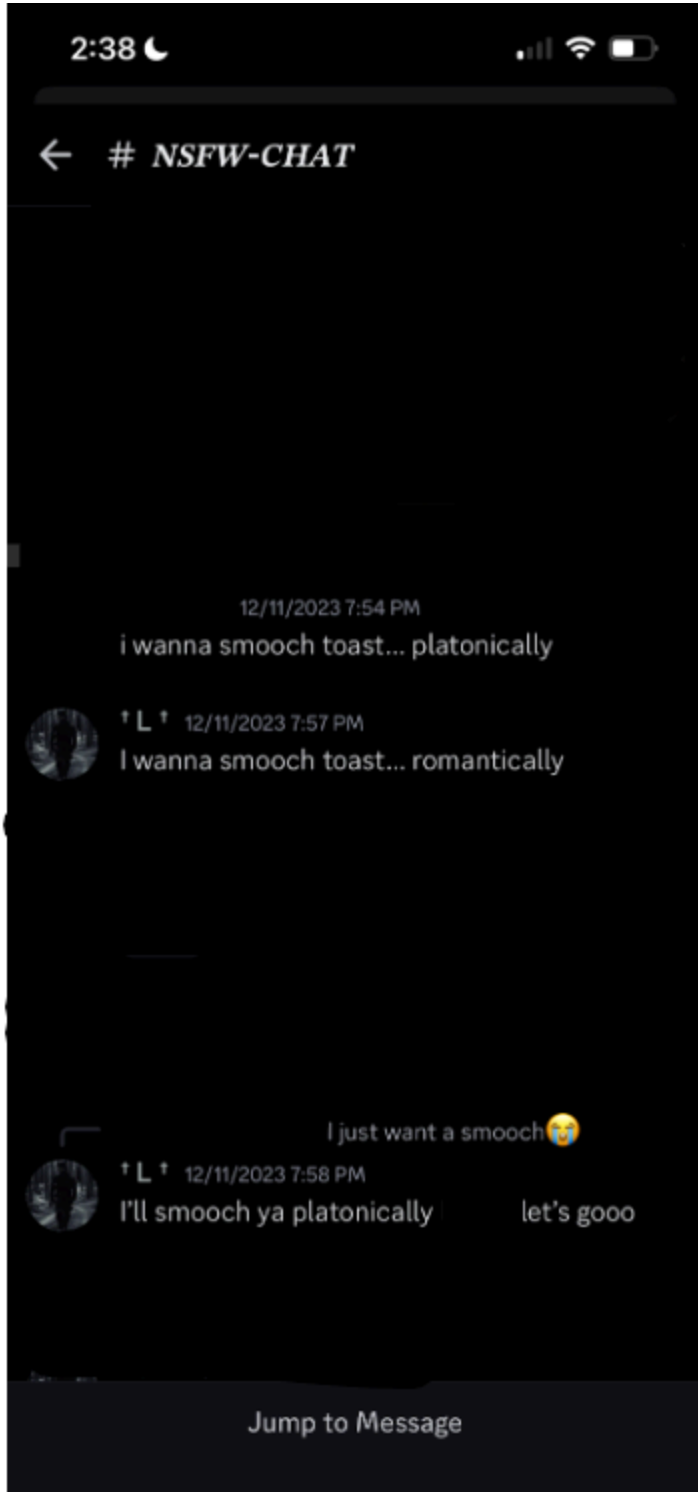 2:38
# NSFW-CHAT
12/11/2023 7:54 PM
i wanna smooch toast... platonically
† L † 12/11/2023 7:57 PM
I wanna smooch toast... romantically
I just want a smooch😭
† L † 12/11/2023 7:58 PM
I'll smooch ya platonically let's gooo
Jump to Message